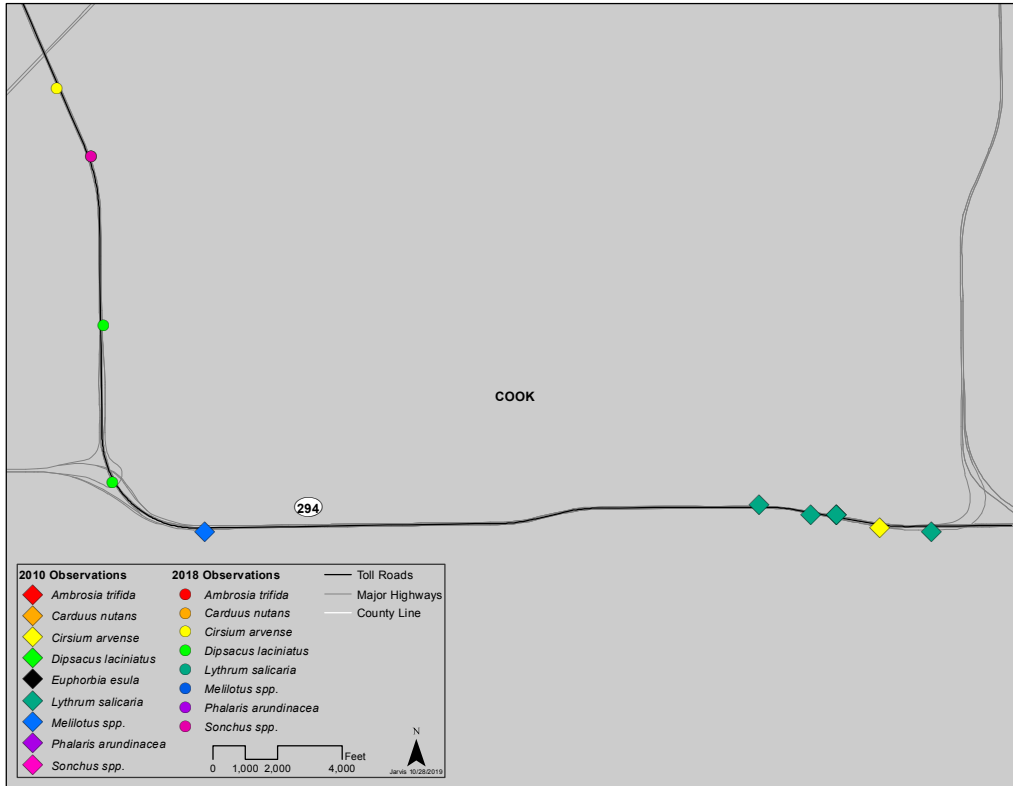 COOK
294
2010 Observations
Ambrosia trifida
Carduus nutans
Cirsium arvense
Dipsacus laciniatus
Euphorbia esula
Lythrum salicaria
Melilotus spp.
Phalaris arundinacea
Sonchus spp.
2018 Observations
Ambrosia trifida
Carduus nutans
Cirsium arvense
Dipsacus laciniatus
Lythrum salicaria
Melilotus spp.
Phalaris arundinacea
Sonchus spp.
Toll Roads
Major Highways
County Line
Feet
0 1,000 2,000 4,000
N
Jarvis 10/28/2019